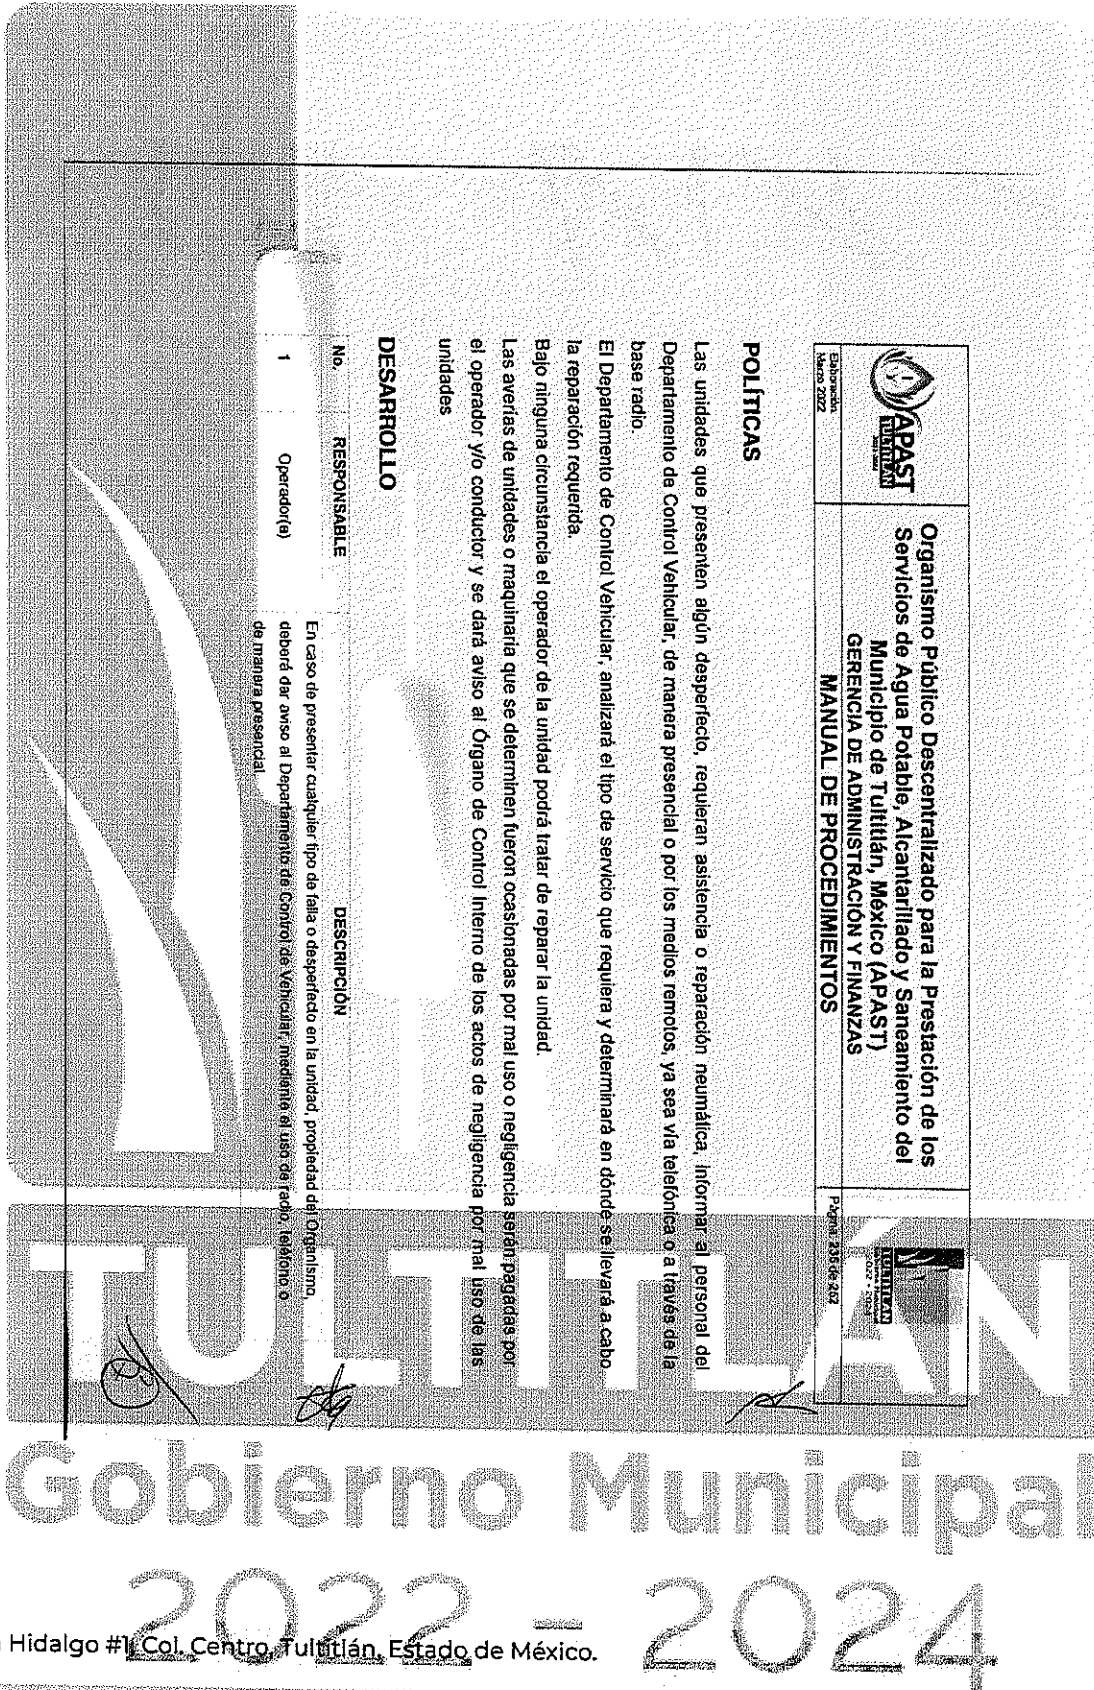 APAST
TULTITLÁN
Organismo Público Descentralizado para la Prestación de los
Servicios de Agua Potable, Alcantarillado y Saneamiento del
Municipio de Tultitlán, México (APAST)
GERENCIA DE ADMINISTRACIÓN Y FINANZAS
MANUAL DE PROCEDIMIENTOS
Elaboración:
Marzo 2022
TULTITLÁN
2022 - 2024
POLÍTICAS
Las unidades que presenten algún desperfecto, requieran asistencia o reparación neumática, informar al personal del
Departamento de Control Vehicular, de manera presencial o por los medios remotos, ya sea vía telefónica o a través de la
base radio.
El Departamento de Control Vehicular, analizará el tipo de servicio que requiera y determinará en dónde se llevará a cabo
la reparación requerida.
Bajo ninguna circunstancia el operador de la unidad podrá tratar de reparar la unidad.
Las averías de unidades o maquinaria que se determinen fueron ocasionadas por mal uso o negligencia serán pagadas por
el operador y/o conductor y se dará aviso al Órgano de Control Interno de los actos de negligencia por mal uso de las
unidades
DESARROLLO
No. RESPONSABLE DESCRIPCIÓN
1 Operador(a) En caso de presentar cualquier tipo de falla o desperfecto en la unidad, propiedad del Organismo,
deberá dar aviso al Departamento de Control de Vehicular, mediante el uso de radio, teléfono o
de manera presencial
TULTITLÁN
Gobierno Municipal
2022 - 2024
Hidalgo #1, Col. Centro, Tultitlán, Estado de México.